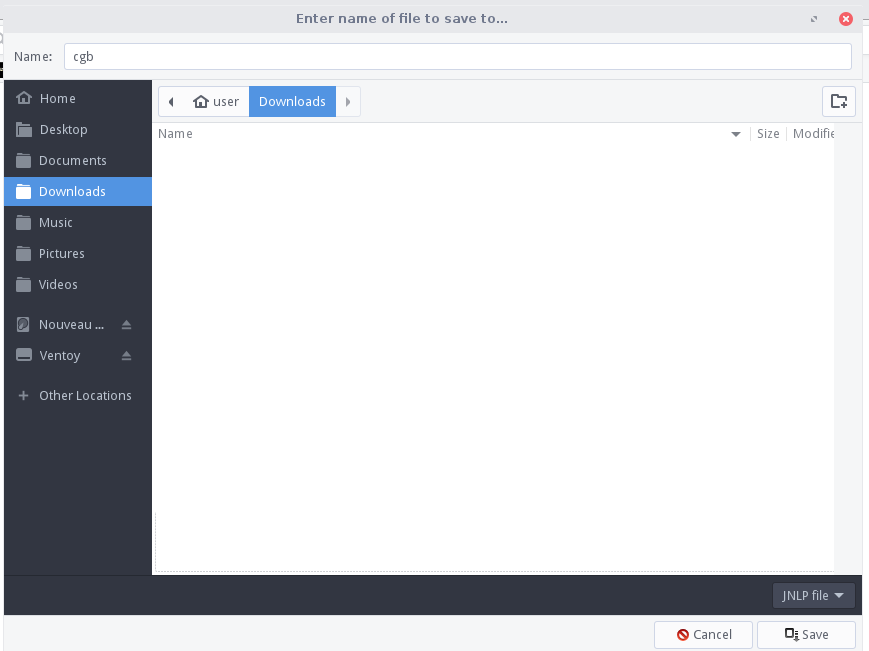 Enter name of file to save to...
Name: cgb
Home
Desktop
Documents
Downloads
Music
Pictures
Videos
Nouveau ...
Ventoy
Other Locations
user Downloads
Name Size Modifie
JNLP file
Cancel Save